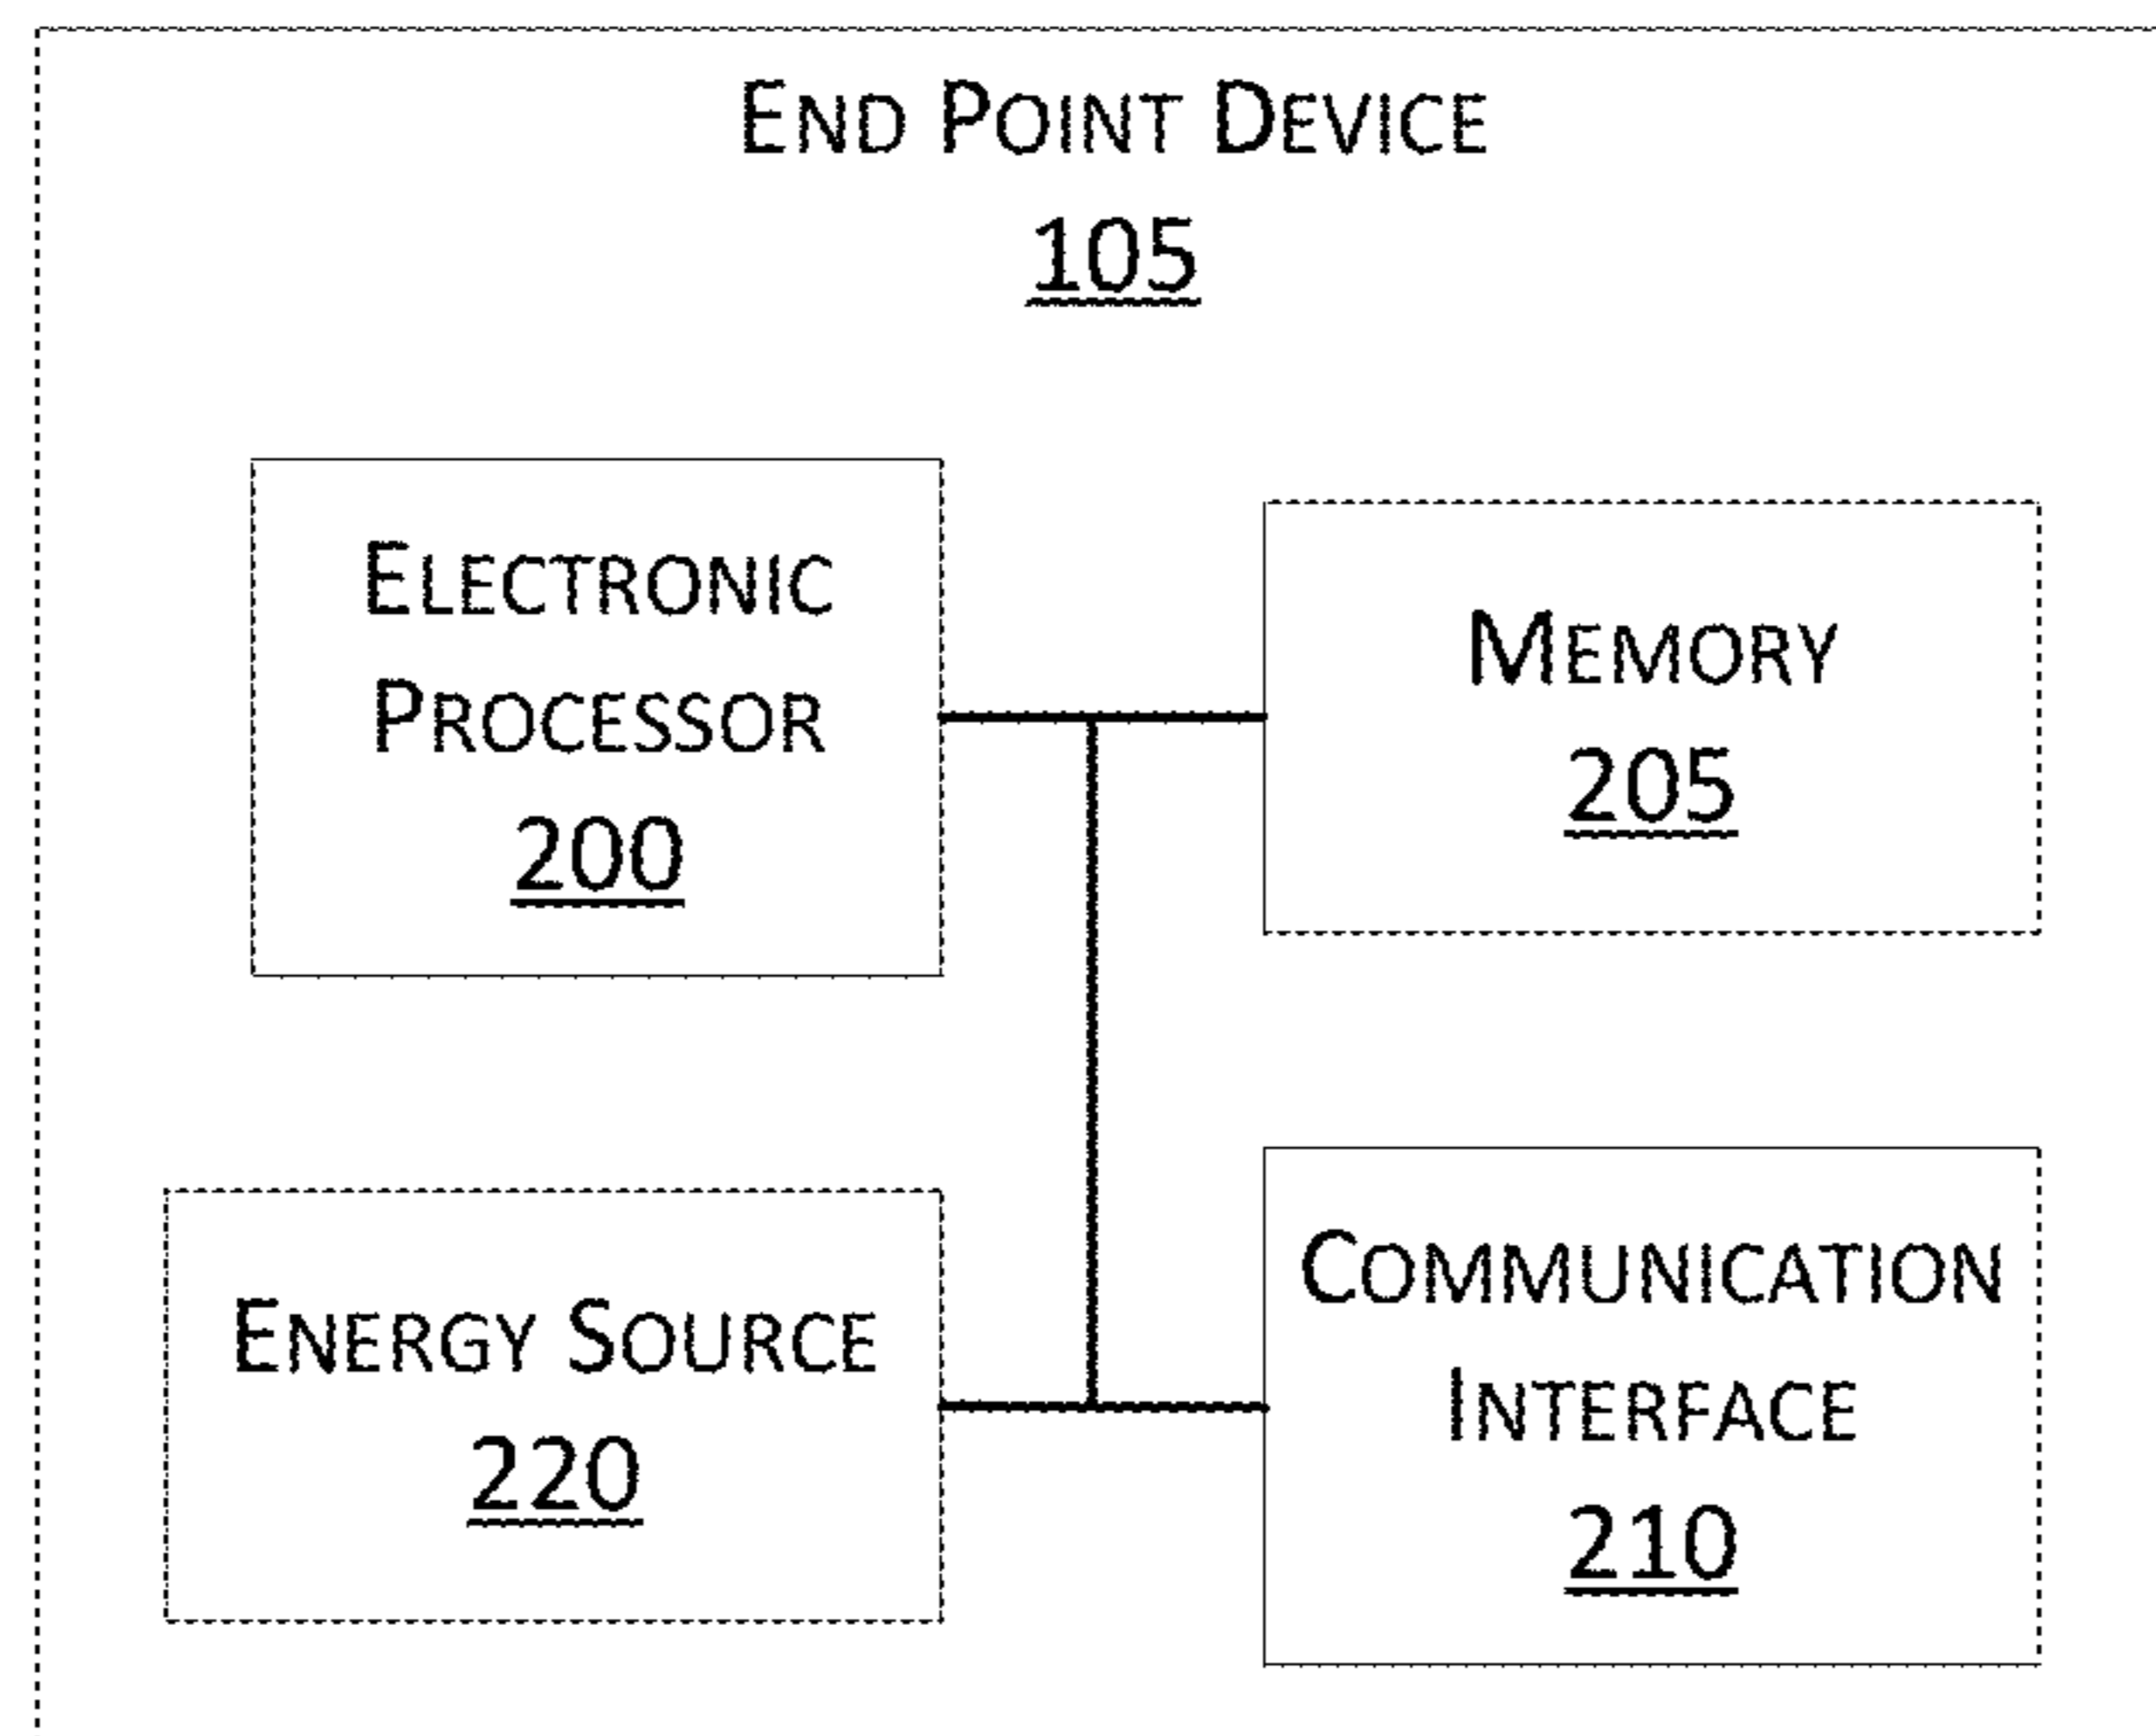 END POINT DEVICE
105
ELECTRONIC
PROCESSOR
200
MEMORY
205
ENERGY SOURCE
220
COMMUNICATION
INTERFACE
210